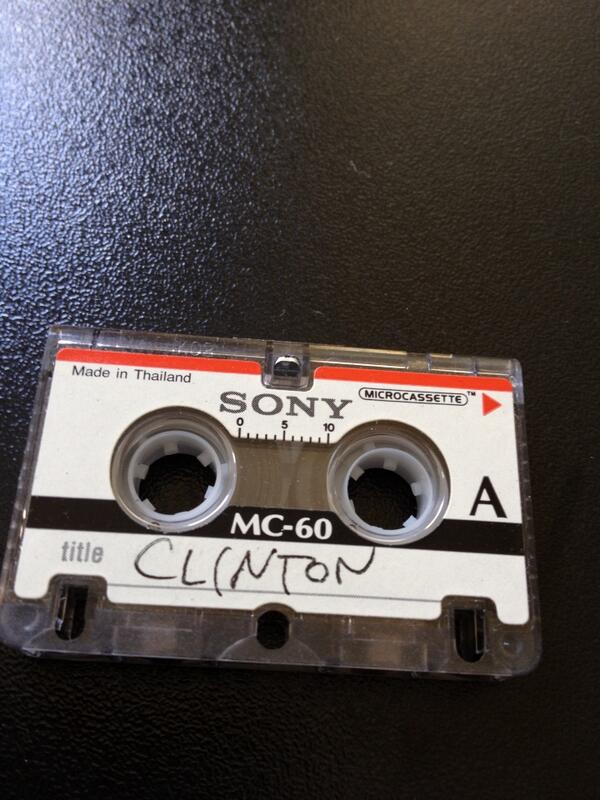 Made in Thailand
SONY
MICROCASSETTE™
0 5 10
A
MC-60
title CLINTON